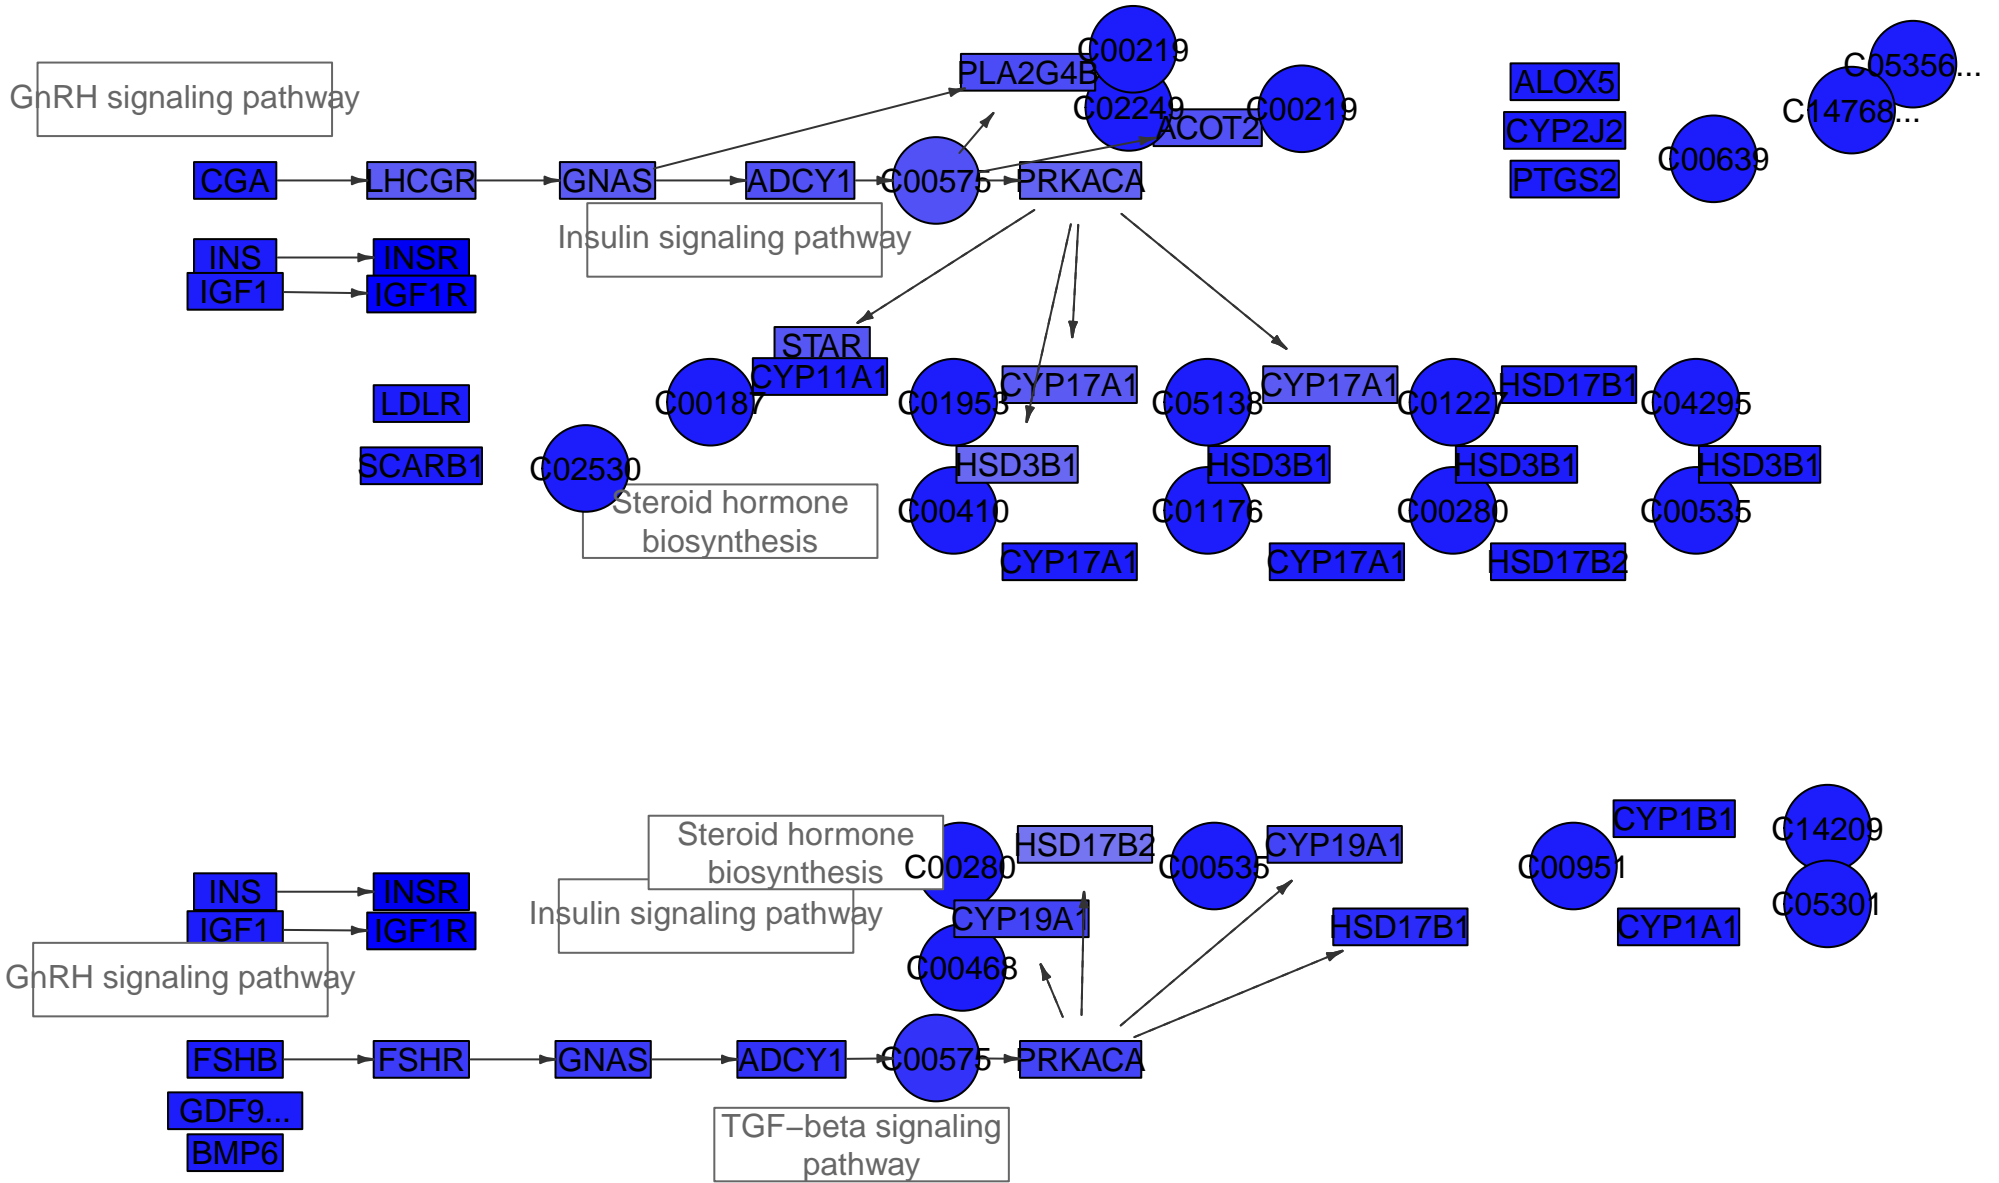 C00219
PLA2G4B
C05356...
GnRH signaling pathway
ALOX5
C02249
C00219
C14768...
ACOT2
CYP2J2
C00639
CGA
LHCGR
GNAS
ADCY1
C00575
PRKACA
PTGS2
Insulin signaling pathway
INS
INSR
IGF1
IGF1R
STAR
CYP11A1
CYP17A1
CYP17A1
HSD17B1
LDLR
C00187
C01953
C05138
C01227
C04295
SCARB1
C02530
HSD3B1
HSD3B1
HSD3B1
HSD3B1
Steroid hormone
biosynthesis
C00410
C01176
C00280
C00535
CYP17A1
CYP17A1
HSD17B2
Steroid hormone
biosynthesis
C00280
HSD17B2
C00535
CYP19A1
C00951
CYP1B1
C14209
INS
INSR
Insulin signaling pathway
CYP19A1
C05301
IGF1
IGF1R
HSD17B1
CYP1A1
GnRH signaling pathway
C00468
FSHB
FSHR
GNAS
ADCY1
C00575
PRKACA
GDF9...
BMP6
TGF−beta signaling
pathway